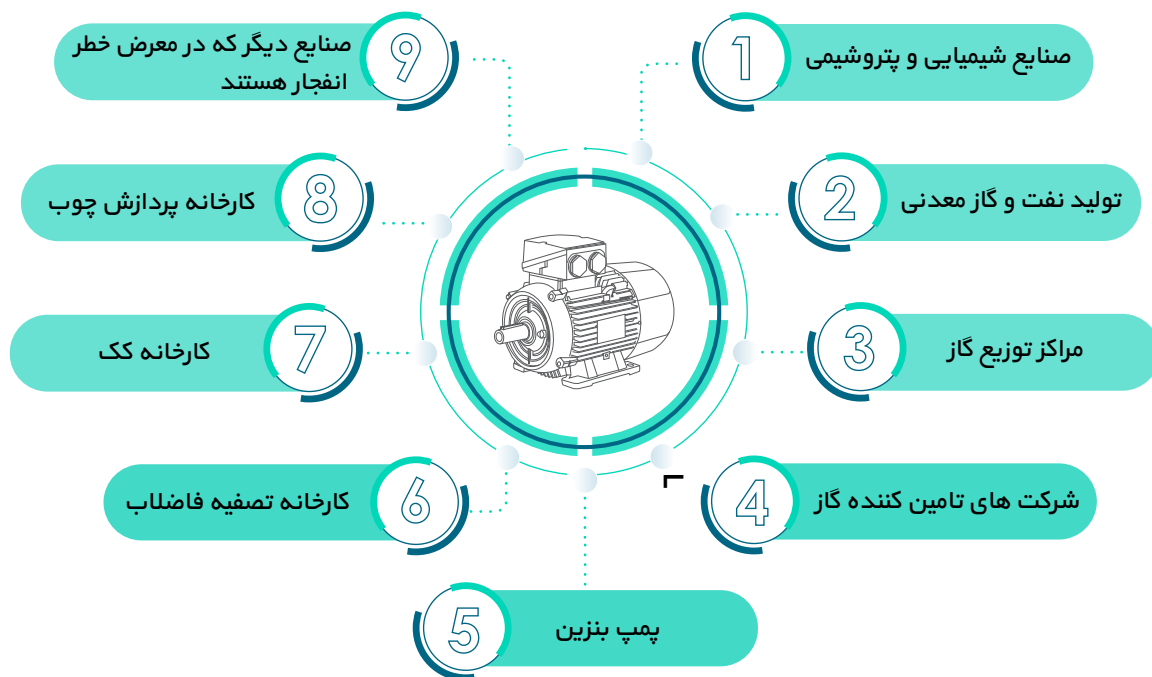 1
صنایع شیمیایی و پتروشیمی
2
تولید نفت و گاز معدنی
3
مراکز توزیع گاز
4
شرکت های تامین کننده گاز
5
پمپ بنزین
6
کارخانه تصفیه فاضلاب
7
کارخانه کک
8
کارخانه پردازش چوب
9
صنایع دیگر که در معرض خطر
انفجار هستند